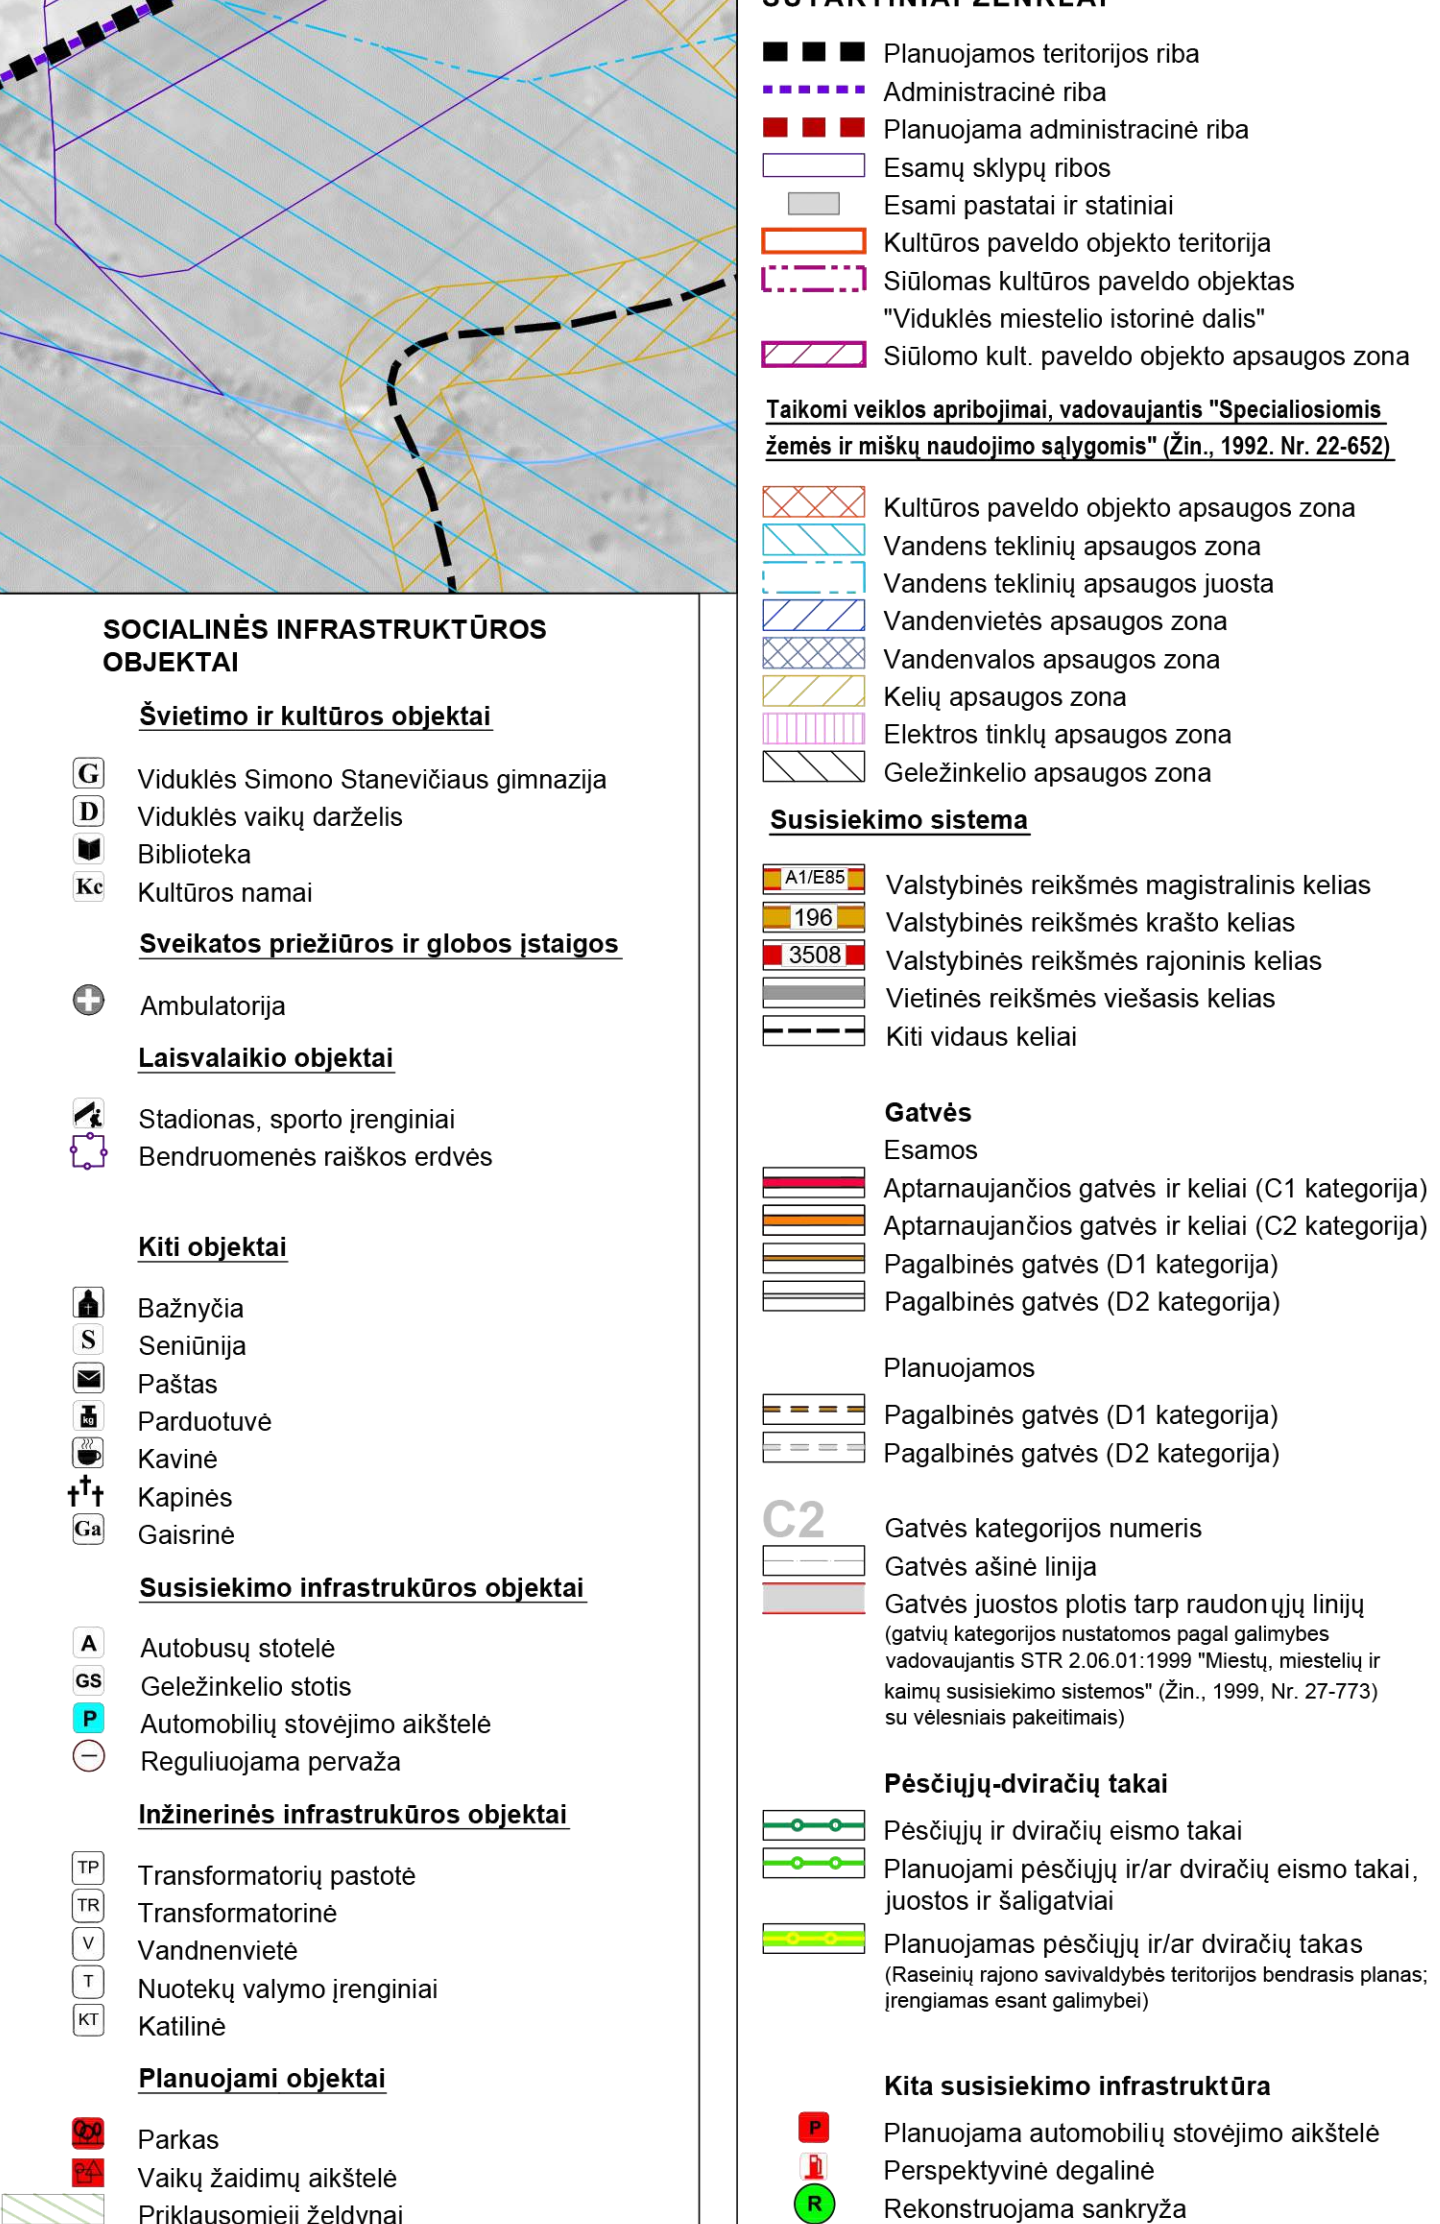 SUTARTINIAI ŽENKLAI
Planuojamos teritorijos riba
Administracinė riba
Planuojama administracinė riba
Esamų sklypų ribos
Esami pastatai ir statiniai
Kultūros paveldo objekto teritorija
Siūlomas kultūros paveldo objektas
"Viduklės miestelio istorinė dalis"
Siūlomo kult. paveldo objekto apsaugos zona
Taikomi veiklos apribojimai, vadovaujantis "Specialiosiomis
žemės ir miškų naudojimo sąlygomis" (Žin., 1992. Nr. 22-652)
Kultūros paveldo objekto apsaugos zona
Vandens teklinių apsaugos zona
Vandens teklinių apsaugos juosta
Vandenvietės apsaugos zona
Vandenvalos apsaugos zona
Kelių apsaugos zona
Elektros tinklų apsaugos zona
Geležinkelio apsaugos zona
Susisiekimo sistema
A1/E85 Valstybinės reikšmės magistralinis kelias
196 Valstybinės reikšmės krašto kelias
3508 Valstybinės reikšmės rajoninis kelias
Vietinės reikšmės viešasis kelias
Kiti vidaus keliai
Gatvės
Esamos
Aptarnaujančios gatvės ir keliai (C1 kategorija)
Aptarnaujančios gatvės ir keliai (C2 kategorija)
Pagalbinės gatvės (D1 kategorija)
Pagalbinės gatvės (D2 kategorija)
Planuojamos
Pagalbinės gatvės (D1 kategorija)
Pagalbinės gatvės (D2 kategorija)
C2 Gatvės kategorijos numeris
Gatvės ašinė linija
Gatvės juostos plotis tarp raudonųjų linijų
(gatvių kategorijos nustatomos pagal galimybes
vadovaujantis STR 2.06.01:1999 "Miestų, miestelių ir
kaimų susisiekimo sistemos" (Žin., 1999, Nr. 27-773)
su vėlesniais pakeitimais)
Pėsčiųjų-dviračių takai
Pėsčiųjų ir dviračių eismo takai
Planuojami pėsčiųjų ir/ar dviračių eismo takai,
juostos ir šaligatviai
Planuojamas pėsčiųjų ir/ar dviračių takas
(Raseinių rajono savivaldybės teritorijos bendrasis planas;
įrengiamas esant galimybei)
Kita susisiekimo infrastruktūra
P Planuojama automobilių stovėjimo aikštelė
Perspektyvinė degalinė
R Rekonstruojama sankryža
SOCIALINĖS INFRASTRUKTŪROS
OBJEKTAI
Švietimo ir kultūros objektai
G Viduklės Simono Stanevičiaus gimnazija
D Viduklės vaikų darželis
Biblioteka
Kc Kultūros namai
Sveikatos priežiūros ir globos įstaigos
Ambulatorija
Laisvalaikio objektai
Stadionas, sporto įrenginiai
Bendruomenės raiškos erdvės
Kiti objektai
Bažnyčia
S Seniūnija
Paštas
kg Parduotuvė
Kavinė
Kapinės
Ga Gaisrinė
Susisiekimo infrastrukūros objektai
A Autobusų stotelė
GS Geležinkelio stotis
P Automobilių stovėjimo aikštelė
Reguliuojama pervaža
Inžinerinės infrastrukūros objektai
TP Transformatorių pastotė
TR Transformatorinė
V Vandnenvietė
T Nuotekų valymo įrenginiai
KT Katilinė
Planuojami objektai
Parkas
Vaikų žaidimų aikštelė
Priklausomieji želdynai